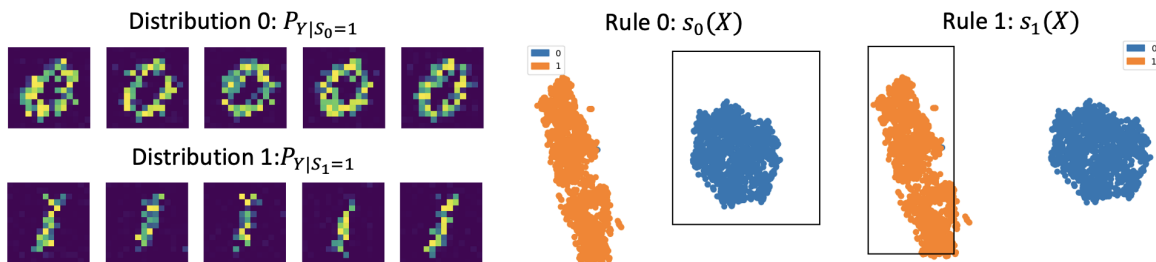 Distribution 0: P_{Y|S_0=1}
Distribution 1:P_{Y|S_1=1}
Rule 0: s_0(X)
0
1
Rule 1: s_1(X)
0
1